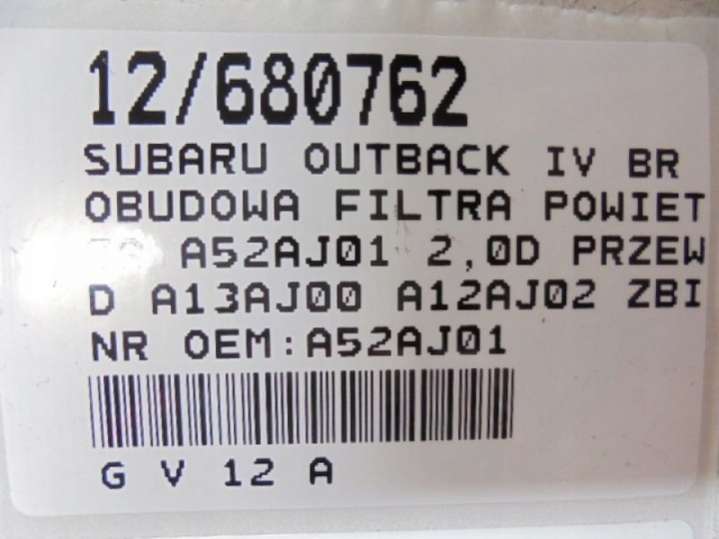 12/680762
SUBARU OUTBACK IV BR
OBUDOWA FILTRA POWIET
A52AJ01 2,0D PRZEW
D A13AJ00 A12AJ02 ZBI
NR OEM:A52AJ01
G V 12 A